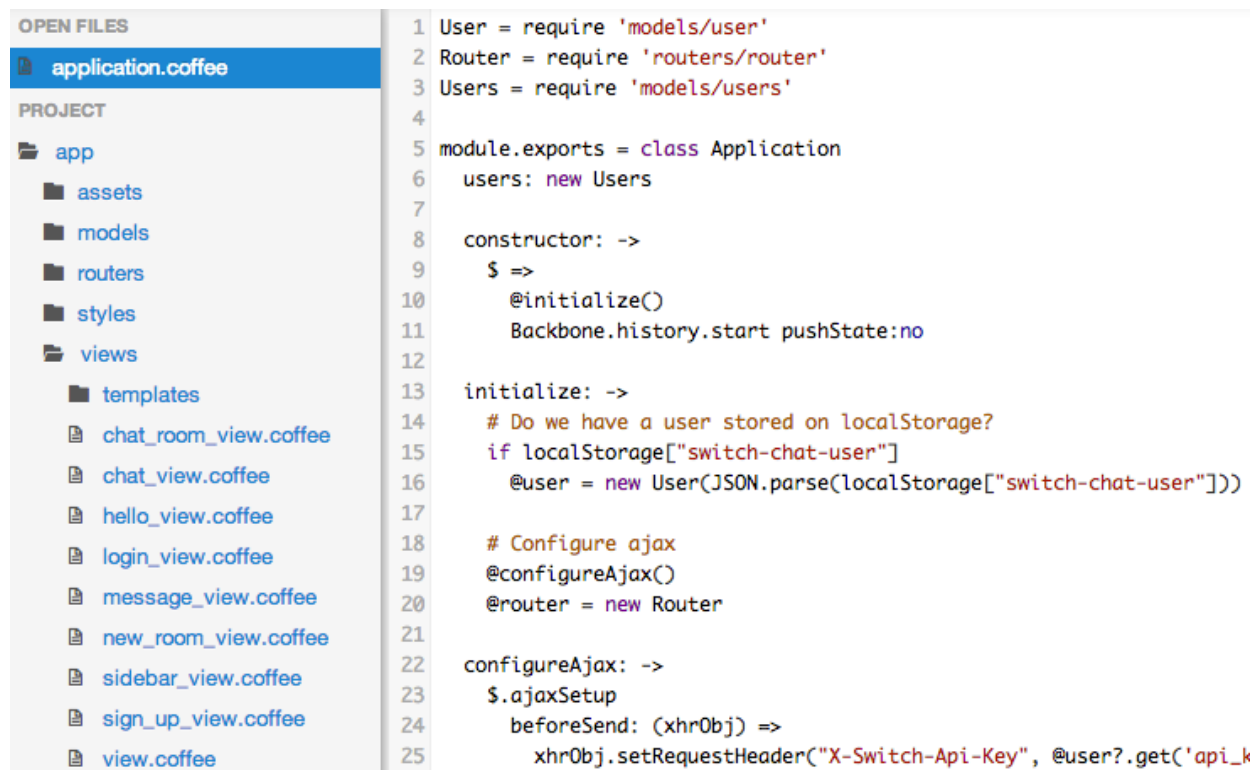 OPEN FILES
application.coffee
PROJECT
app
assets
models
routers
styles
views
templates
chat_room_view.coffee
chat_view.coffee
hello_view.coffee
login_view.coffee
message_view.coffee
new_room_view.coffee
sidebar_view.coffee
sign_up_view.coffee
view.coffee
1 User = require 'models/user'
2 Router = require 'routers/router'
3 Users = require 'models/users'
4
5 module.exports = class Application
6   users: new Users
7
8   constructor: ->
9     $ =>
10       @initialize()
11       Backbone.history.start pushState:no
12
13   initialize: ->
14     # Do we have a user stored on localStorage?
15     if localStorage["switch-chat-user"]
16       @user = new User(JSON.parse(localStorage["switch-chat-user"]))
17
18     # Configure ajax
19     @configureAjax()
20     @router = new Router
21
22   configureAjax: ->
23     $.ajaxSetup
24       beforeSend: (xhrObj) =>
25         xhrObj.setRequestHeader("X-Switch-Api-Key", @user?.get('api_k